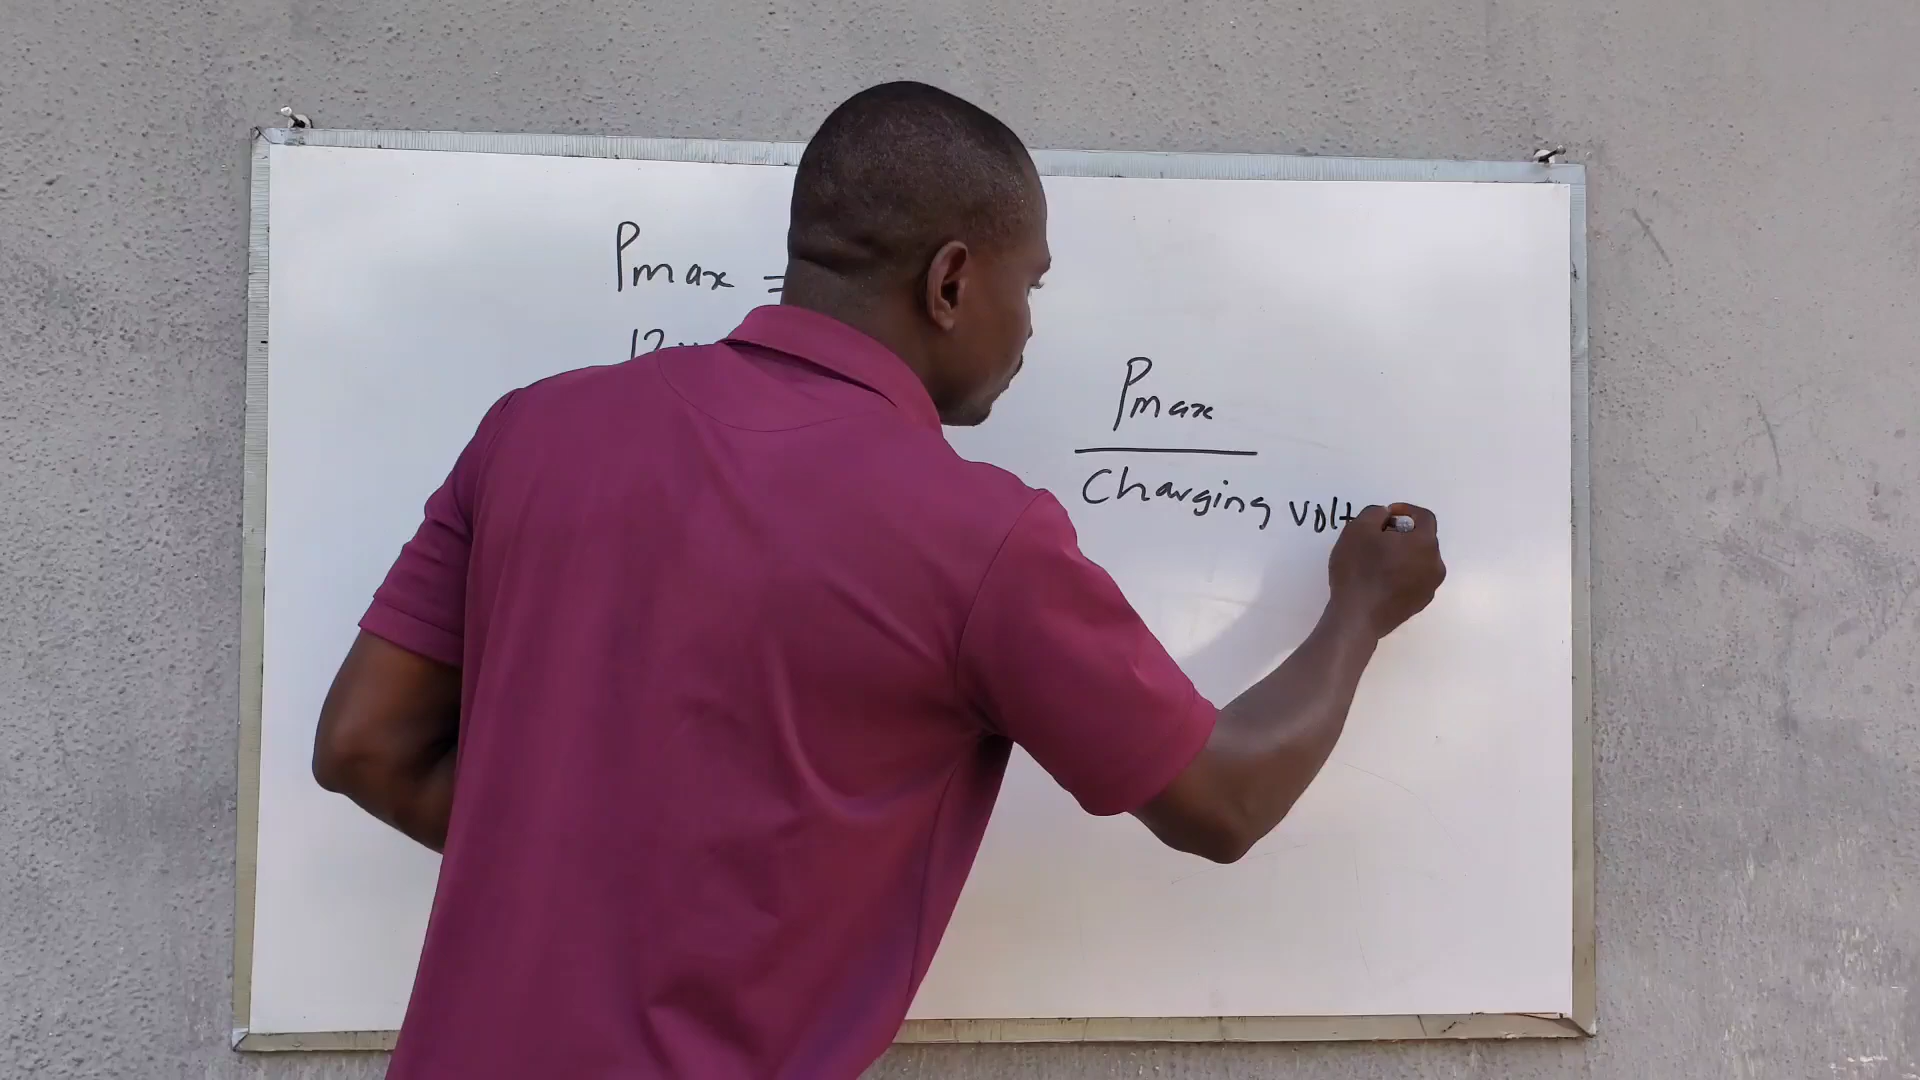 Pmax =
12
Pmax
Charging volt